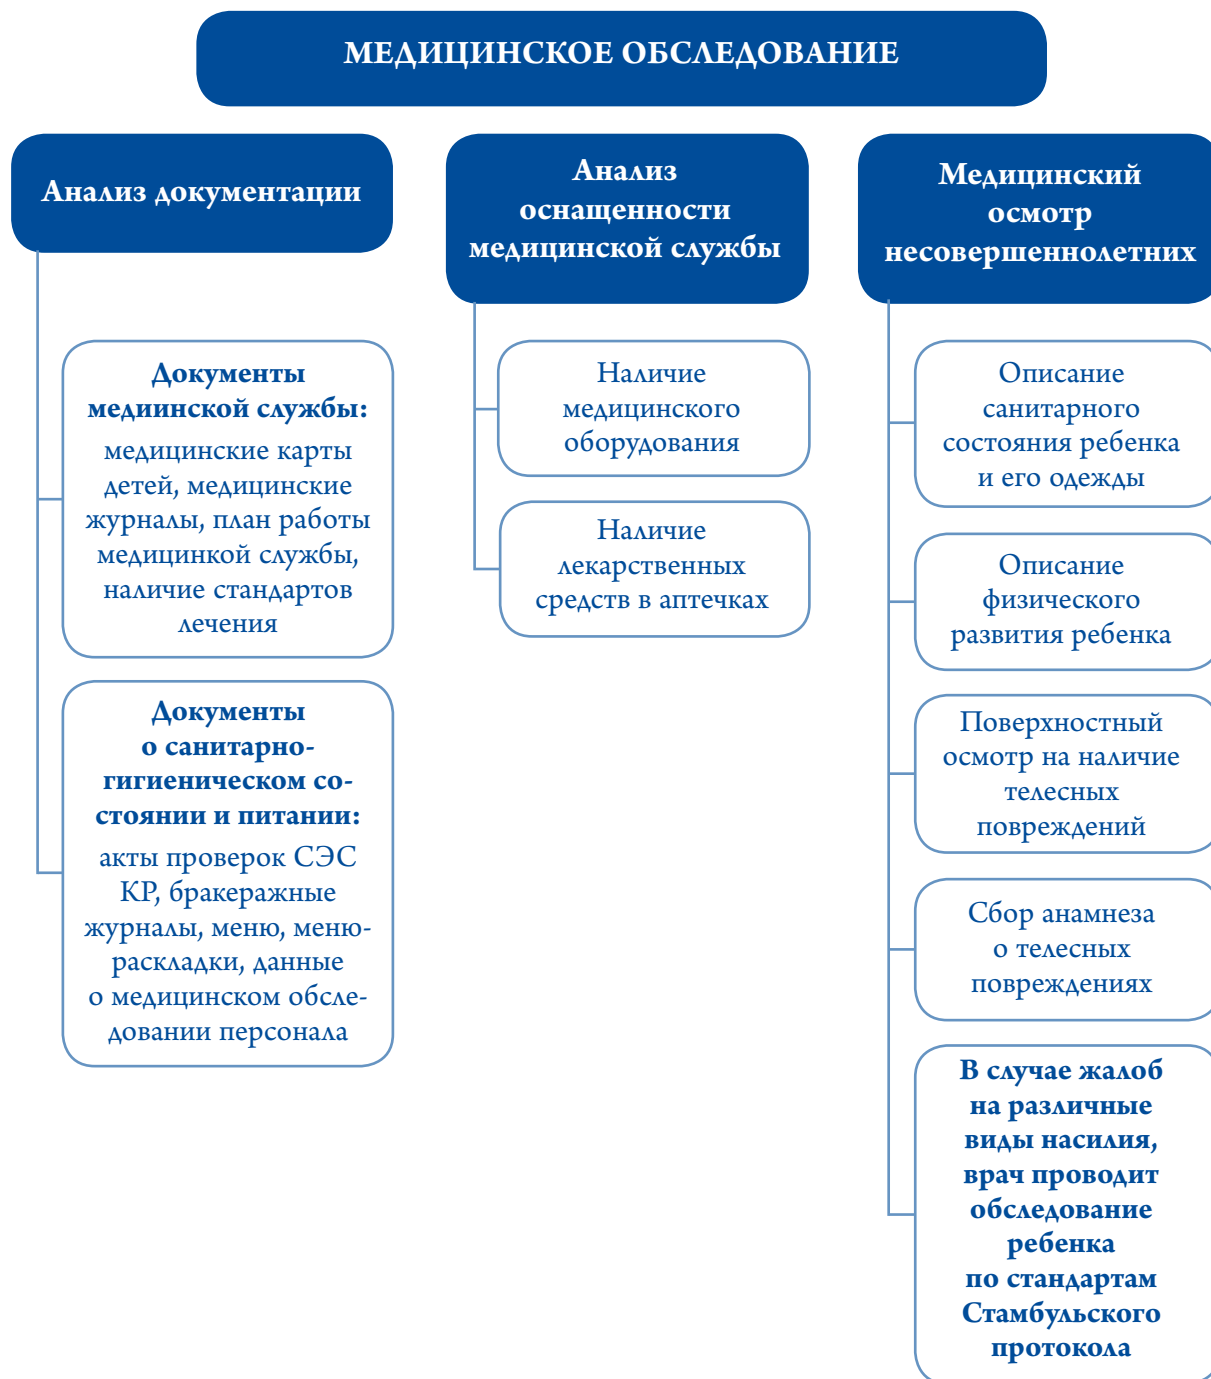 МЕДИЦИНСКОЕ ОБСЛЕДОВАНИЕ
Анализ документации
Документы
медиинской службы:
медицинские карты
детей, медицинские
журналы, план работы
медицинкой службы,
наличие стандартов
лечения
Документы
о санитарно-
гигиеническом со-
стоянии и питании:
акты проверок СЭС
КР, бракеражные
журналы, меню, меню-
раскладки, данные
о медицинском обсле-
довании персонала
Анализ
оснащенности
медицинской службы
Наличие
медицинского
оборудования
Наличие
лекарственных
средств в аптечках
Медицинский
осмотр
несовершеннолетних
Описание
санитарного
состояния ребенка
и его одежды
Описание
физического
развития ребенка
Поверхностный
осмотр на наличие
телесных
повреждений
Сбор анамнеза
о телесных
повреждениях
В случае жалоб
на различные
виды насилия,
врач проводит
обследование
ребенка
по стандартам
Стамбульского
протокола